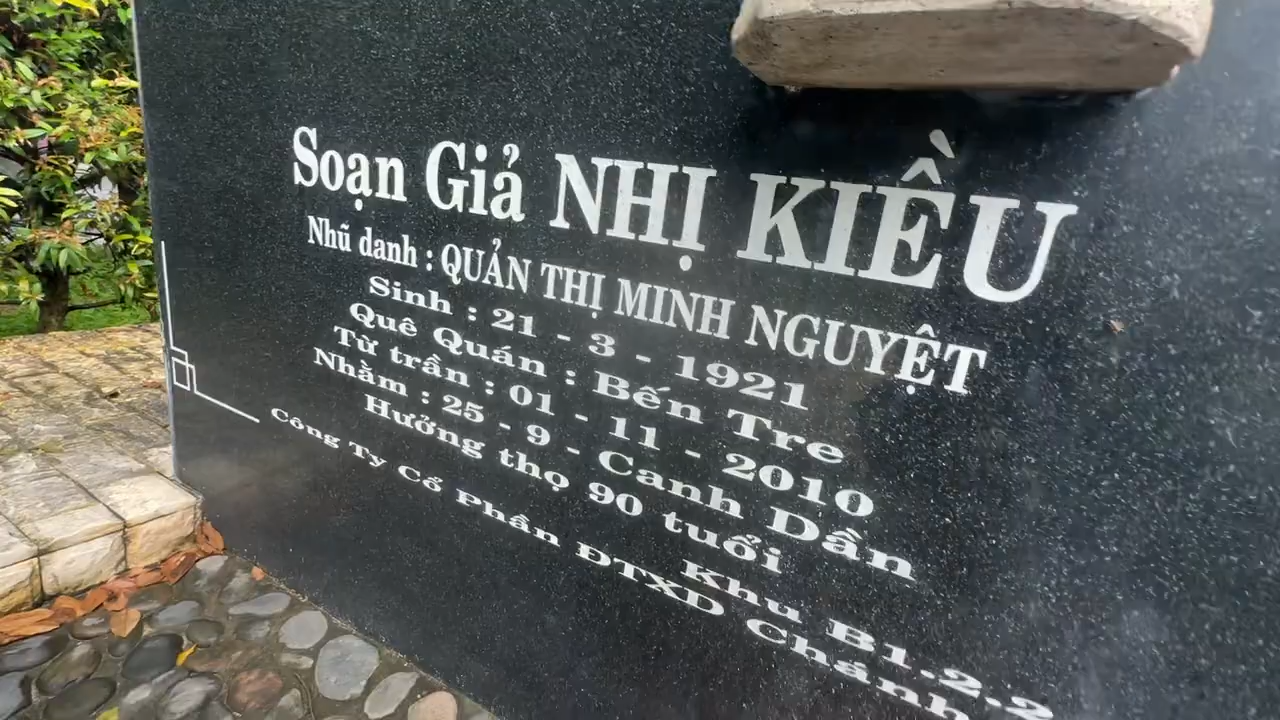 Soạn Giả NHỊ KIỀU
Nhũ danh : QUẢN THỊ MINH NGUYỆT
Sinh : 21 - 3 - 1921
Quê Quán : Bến Tre
Từ trần : 01 - 11 - 2010
Nhằm : 25 - 9 - Canh Dần
Hưởng thọ 90 tuổi
Khu B1.2.2
Công Ty Cổ Phần ĐTXD Chánh